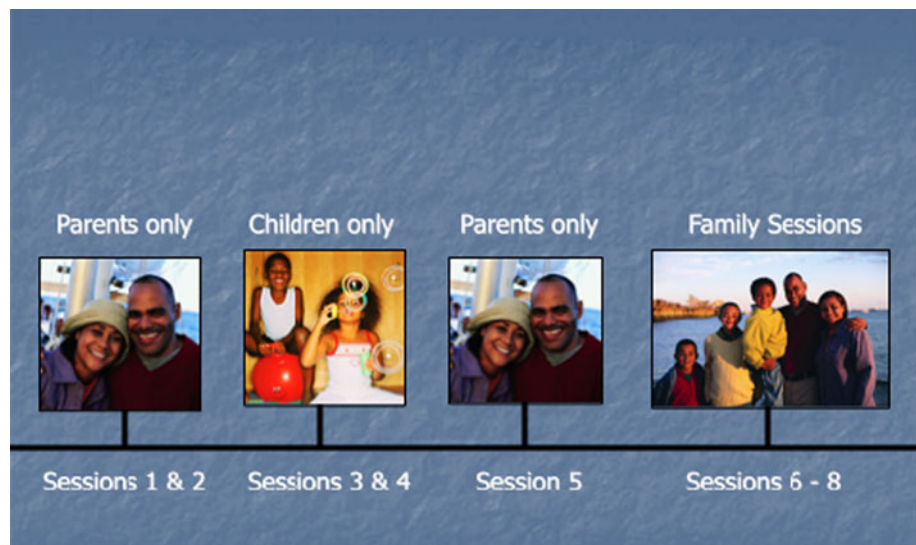 Parents only
Children only
Parents only
Family Sessions
Sessions 1 & 2
Sessions 3 & 4
Session 5
Sessions 6 - 8